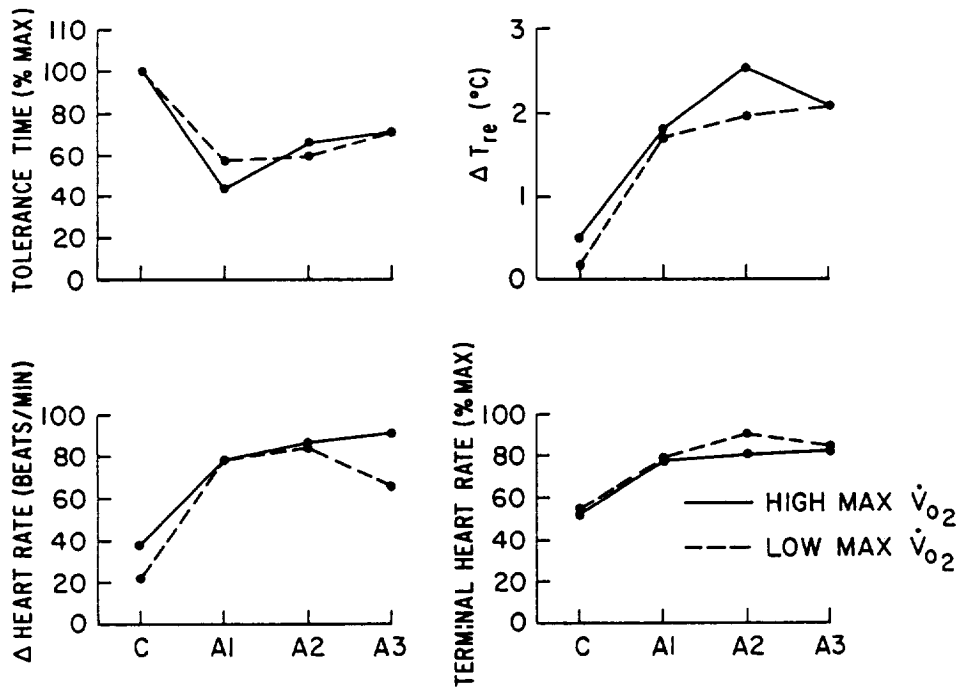 TOLERANCE TIME (% MAX)
110
100
80
60
40
20
0
Δ T_re (°C)
3
2
1
0
Δ HEART RATE (BEATS/MIN)
100
80
60
40
20
0
C A1 A2 A3
TERMINAL HEART RATE (% MAX)
100
80
60
40
20
0
HIGH MAX V̇o₂
LOW MAX V̇o₂
C A1 A2 A3